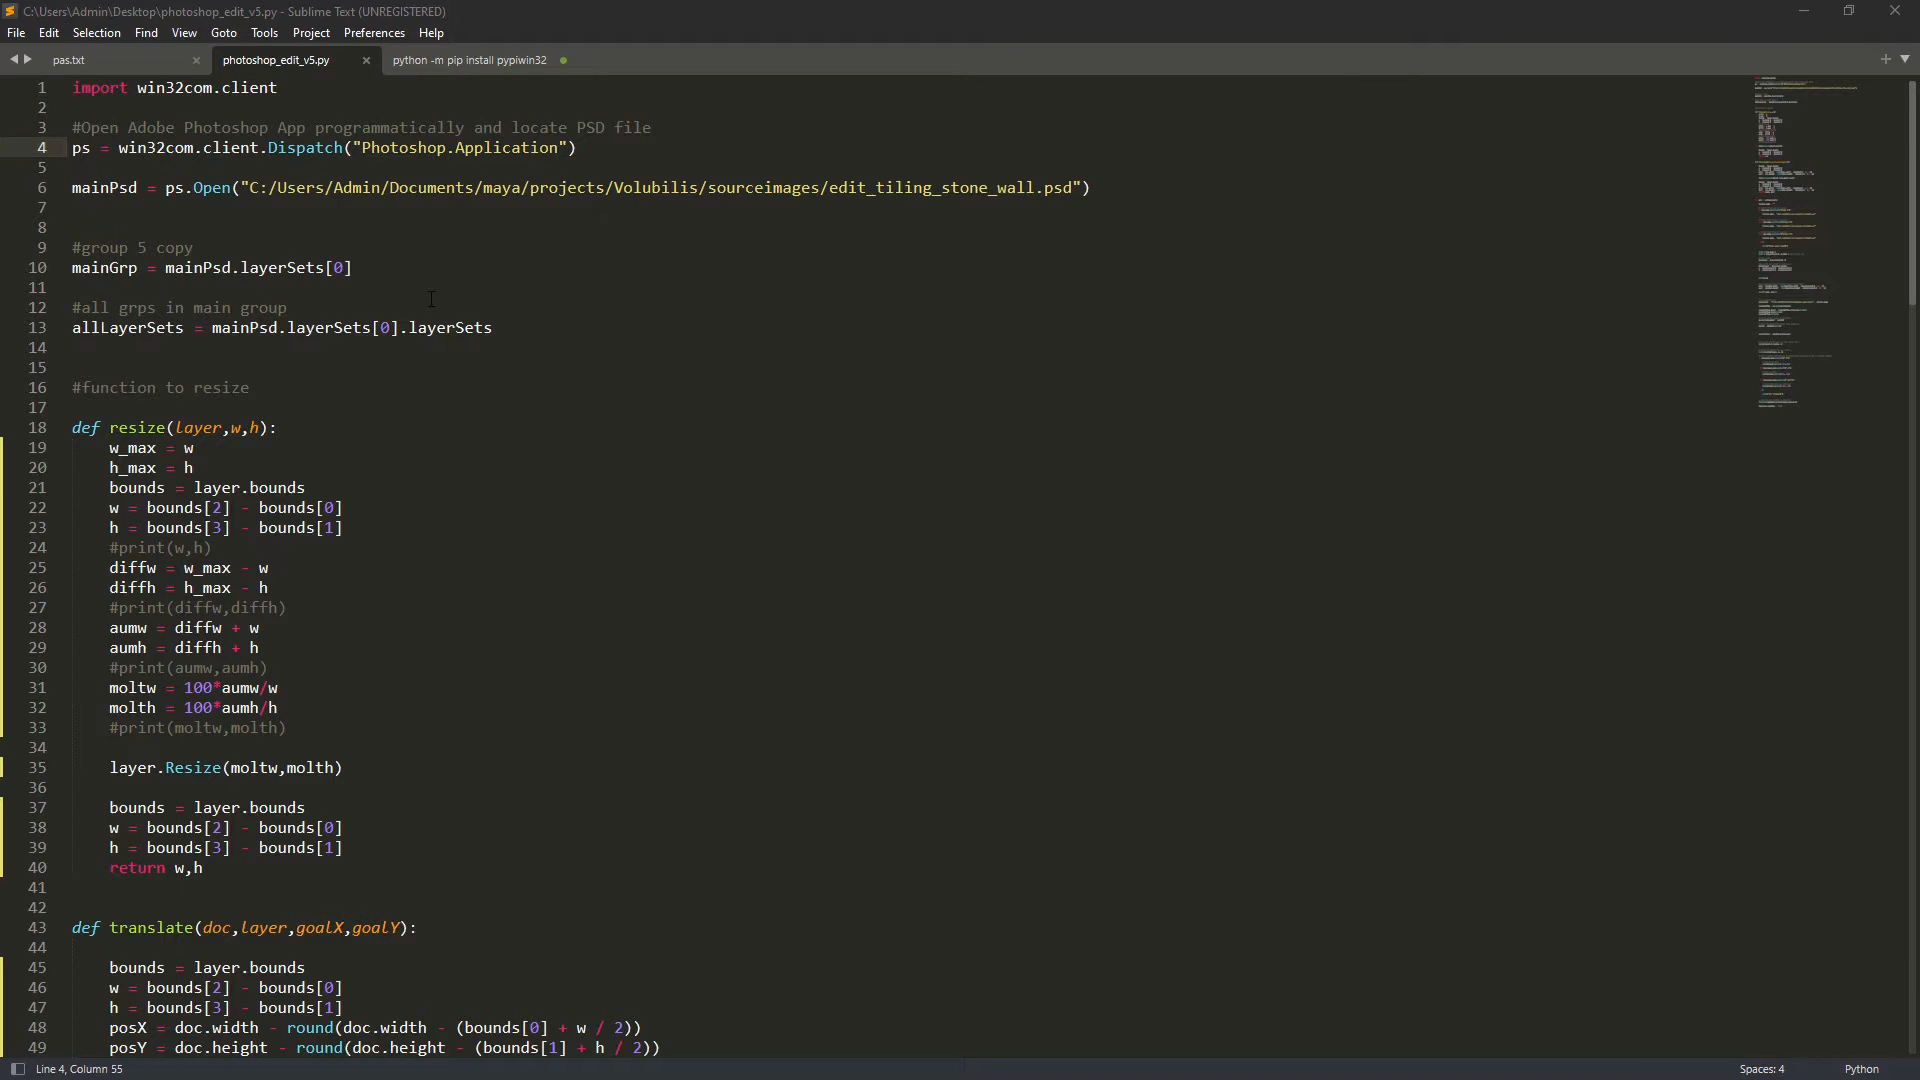 C:\Users\Admin\Desktop\photoshop_edit_v5.py - Sublime Text (UNREGISTERED)
File Edit Selection Find View Goto Tools Project Preferences Help
pas.txt photoshop_edit_v5.py python -m pip install pypiwin32
1 import win32com.client
2
3 #Open Adobe Photoshop App programmatically and locate PSD file
4 ps = win32com.client.Dispatch("Photoshop.Application")
5
6 mainPsd = ps.Open("C:/Users/Admin/Documents/maya/projects/Volubilis/sourceimages/edit_tiling_stone_wall.psd")
7
8
9 #group 5 copy
10 mainGrp = mainPsd.layerSets[0]
11
12 #all grps in main group
13 allLayerSets = mainPsd.layerSets[0].layerSets
14
15
16 #function to resize
17
18 def resize(layer,w,h):
19     w_max = w
20     h_max = h
21     bounds = layer.bounds
22     w = bounds[2] - bounds[0]
23     h = bounds[3] - bounds[1]
24     #print(w,h)
25     diffw = w_max - w
26     diffh = h_max - h
27     #print(diffw,diffh)
28     aumw = diffw + w
29     aumh = diffh + h
30     #print(aumw,aumh)
31     moltw = 100*aumw/w
32     molth = 100*aumh/h
33     #print(moltw,molth)
34
35     layer.Resize(moltw,molth)
36
37     bounds = layer.bounds
38     w = bounds[2] - bounds[0]
39     h = bounds[3] - bounds[1]
40     return w,h
41
42
43 def translate(doc,layer,goalX,goalY):
44
45     bounds = layer.bounds
46     w = bounds[2] - bounds[0]
47     h = bounds[3] - bounds[1]
48     posX = doc.width - round(doc.width - (bounds[0] + w / 2))
49     posY = doc.height - round(doc.height - (bounds[1] + h / 2))
Line 4, Column 55 Spaces: 4 Python